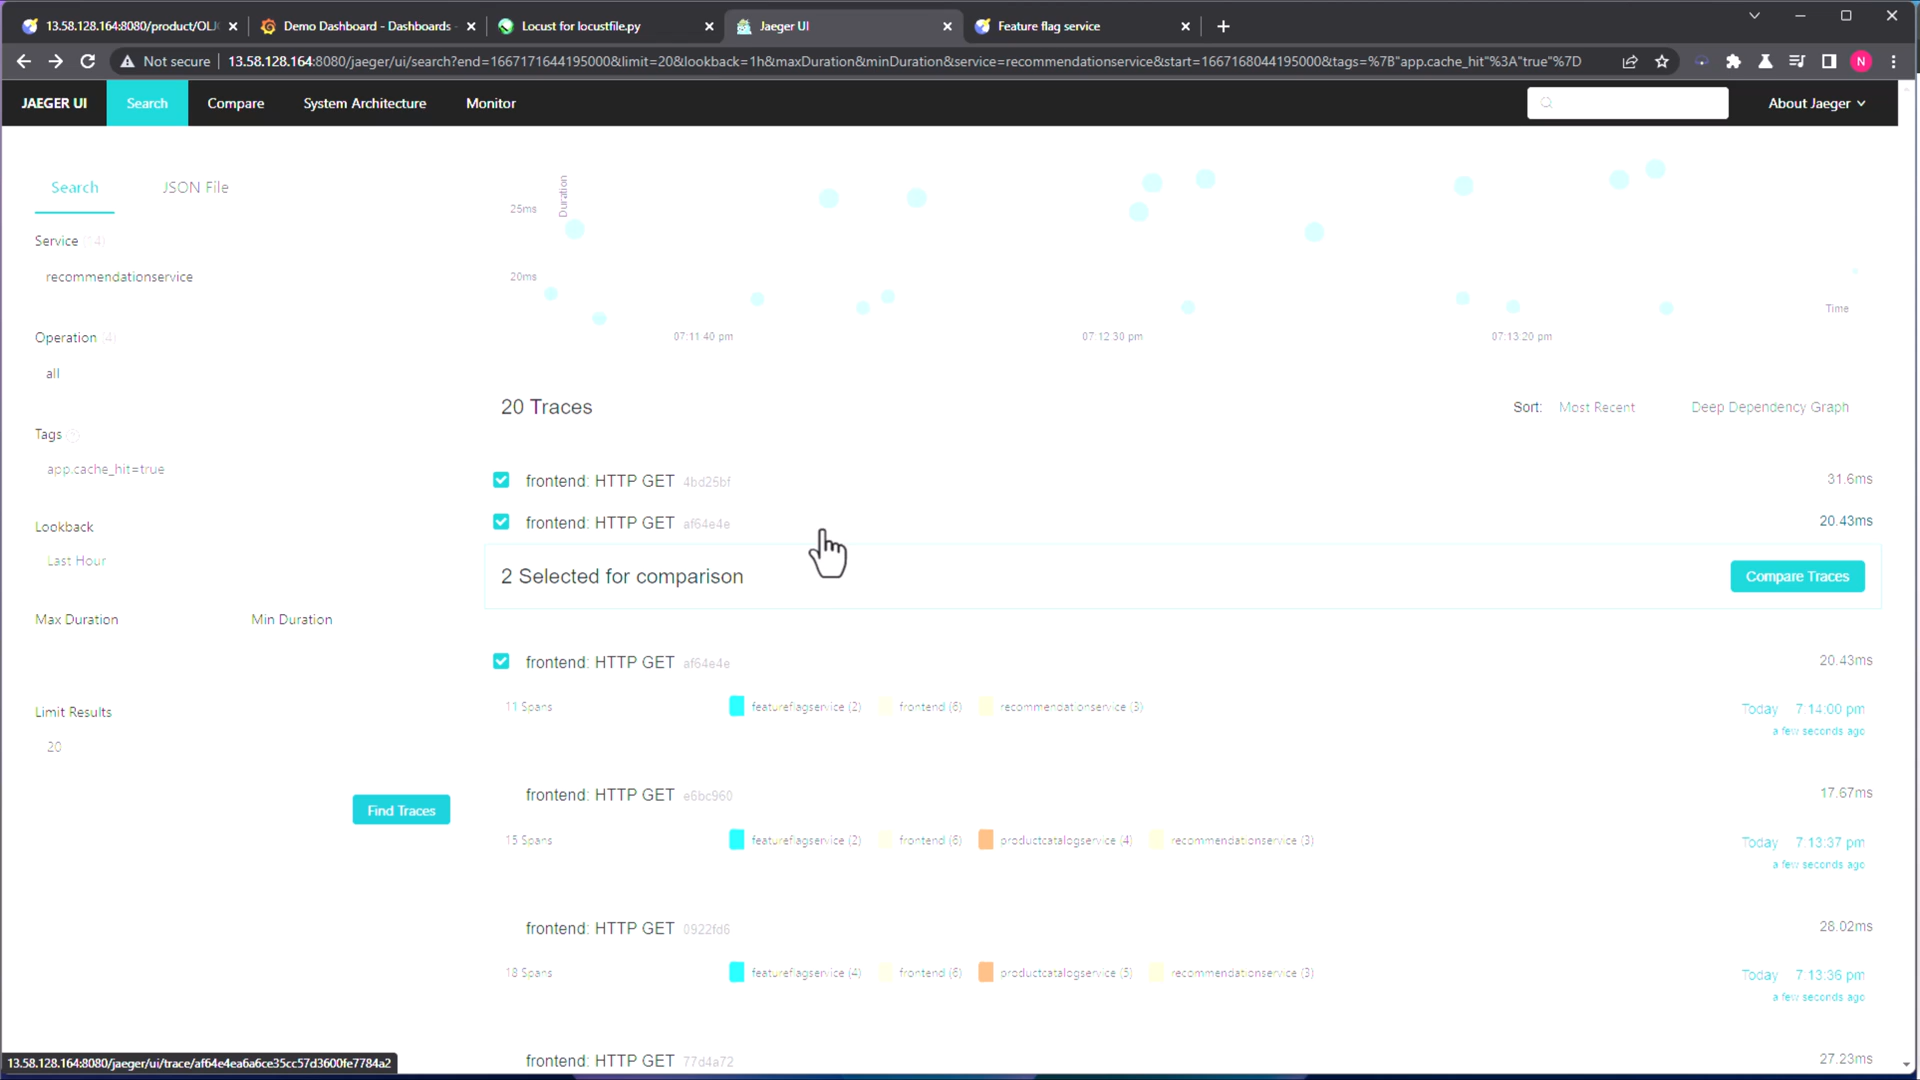 13.58.128.164:8080/product/OLJC
Demo Dashboard - Dashboards
Locust for locustfile.py
Jaeger UI
Feature flag service
Not secure
13.58.128.164:8080/jaeger/ui/search?end=1667171644195000&limit=20&lookback=1h&maxDuration&minDuration&service=recommendationservice&start=1667168044195000&tags=%7B"app.cache_hit"%3A"true"%7D
N
JAEGER UI
Search
Compare
System Architecture
Monitor
About Jaeger
Search
JSON File
Service (14)
recommendationservice
Operation (4)
all
Tags
app.cache_hit=true
Lookback
Last Hour
Max Duration
Min Duration
Limit Results
20
Find Traces
Duration
25ms
20ms
Time
07:11:40 pm
07:12:30 pm
07:13:20 pm
20 Traces
Sort: Most Recent
Deep Dependency Graph
frontend: HTTP GET 4bd25bf
31.6ms
frontend: HTTP GET af64e4e
20.43ms
2 Selected for comparison
Compare Traces
frontend: HTTP GET af64e4e
20.43ms
11 Spans
featureflagservice (2)
frontend (6)
recommendationservice (3)
Today 7:14:00 pm
a few seconds ago
frontend: HTTP GET e6bc960
17.67ms
15 Spans
featureflagservice (2)
frontend (6)
productcatalogservice (4)
recommendationservice (3)
Today 7:13:37 pm
a few seconds ago
frontend: HTTP GET 0922fd6
28.02ms
18 Spans
featureflagservice (4)
frontend (6)
productcatalogservice (5)
recommendationservice (3)
Today 7:13:36 pm
a few seconds ago
frontend: HTTP GET 77d4a72
27.23ms
13.58.128.164:8080/jaeger/ui/trace/af64e4ea6a6ce35cc57d3600fe7784a2